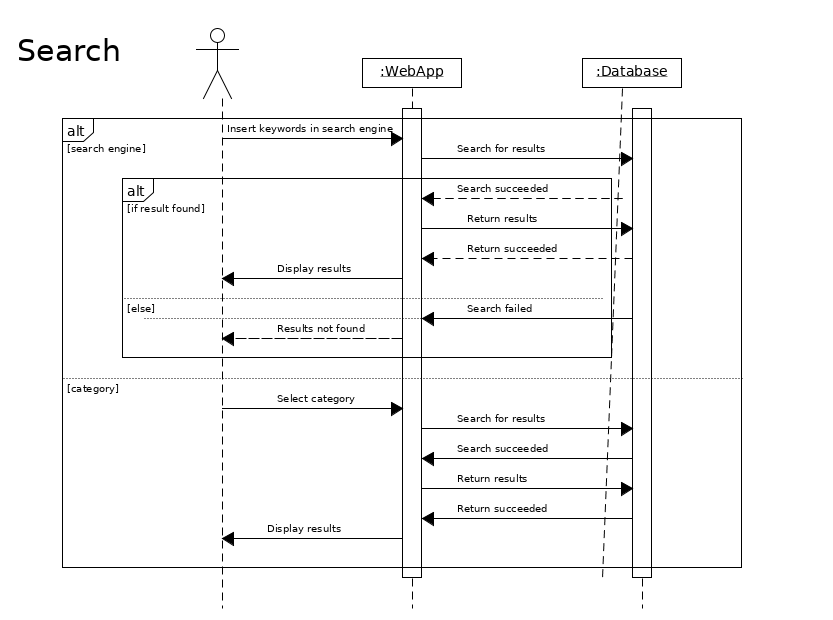 Search
:WebApp
:Database
alt
Insert keywords in search engine
[search engine]
Search for results
alt
Search succeeded
[if result found]
Return results
Return succeeded
Display results
[else]
Search failed
Results not found
[category]
Select category
Search for results
Search succeeded
Return results
Return succeeded
Display results